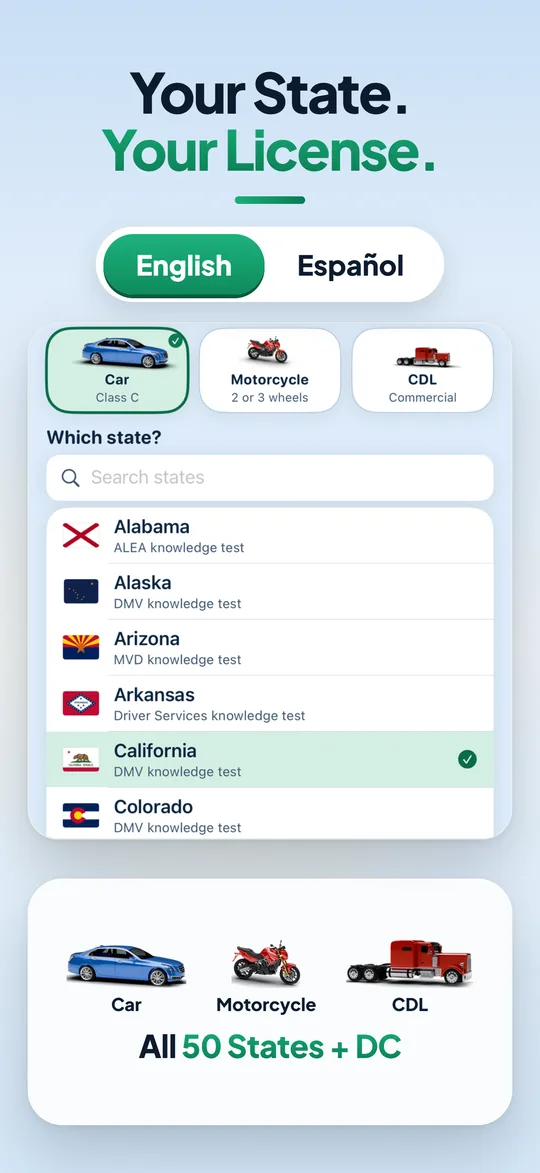 Your State.
Your License.
English
Español
Car
Class C
Motorcycle
2 or 3 wheels
CDL
Commercial
Which state?
Search states
Alabama
ALEA knowledge test
Alaska
DMV knowledge test
Arizona
MVD knowledge test
Arkansas
Driver Services knowledge test
California
DMV knowledge test
Colorado
DMV knowledge test
Car
Motorcycle
CDL
All 50 States + DC